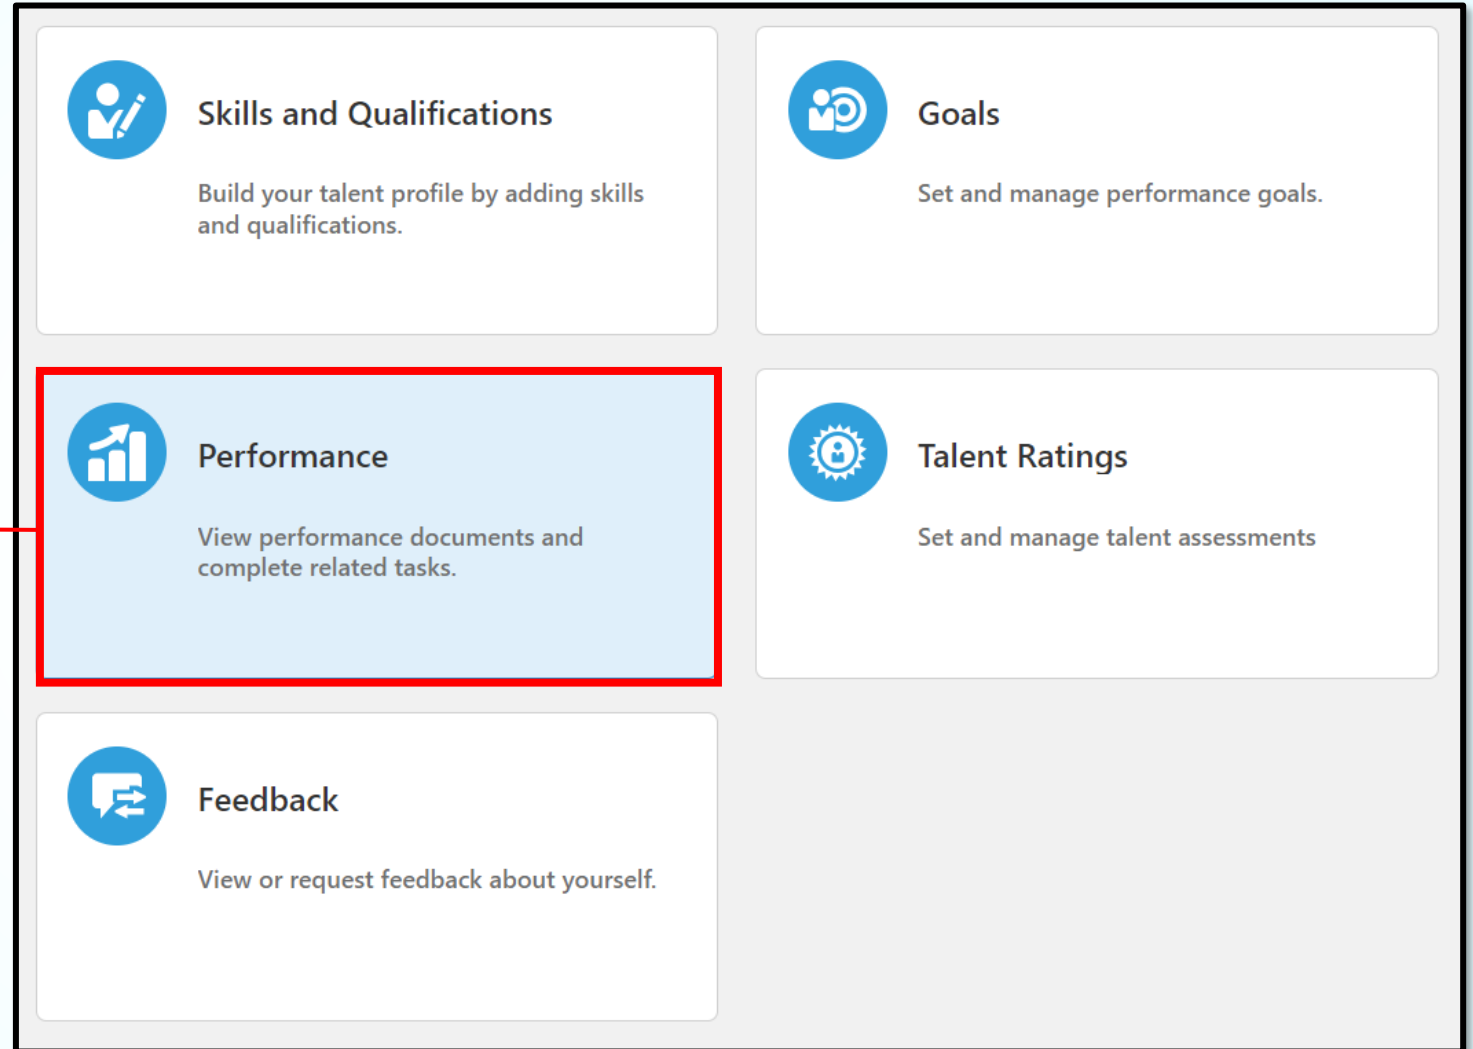 Skills and Qualifications
Build your talent profile by adding skills
and qualifications.
Goals
Set and manage performance goals.
Performance
View performance documents and
complete related tasks.
Talent Ratings
Set and manage talent assessments
Feedback
View or request feedback about yourself.